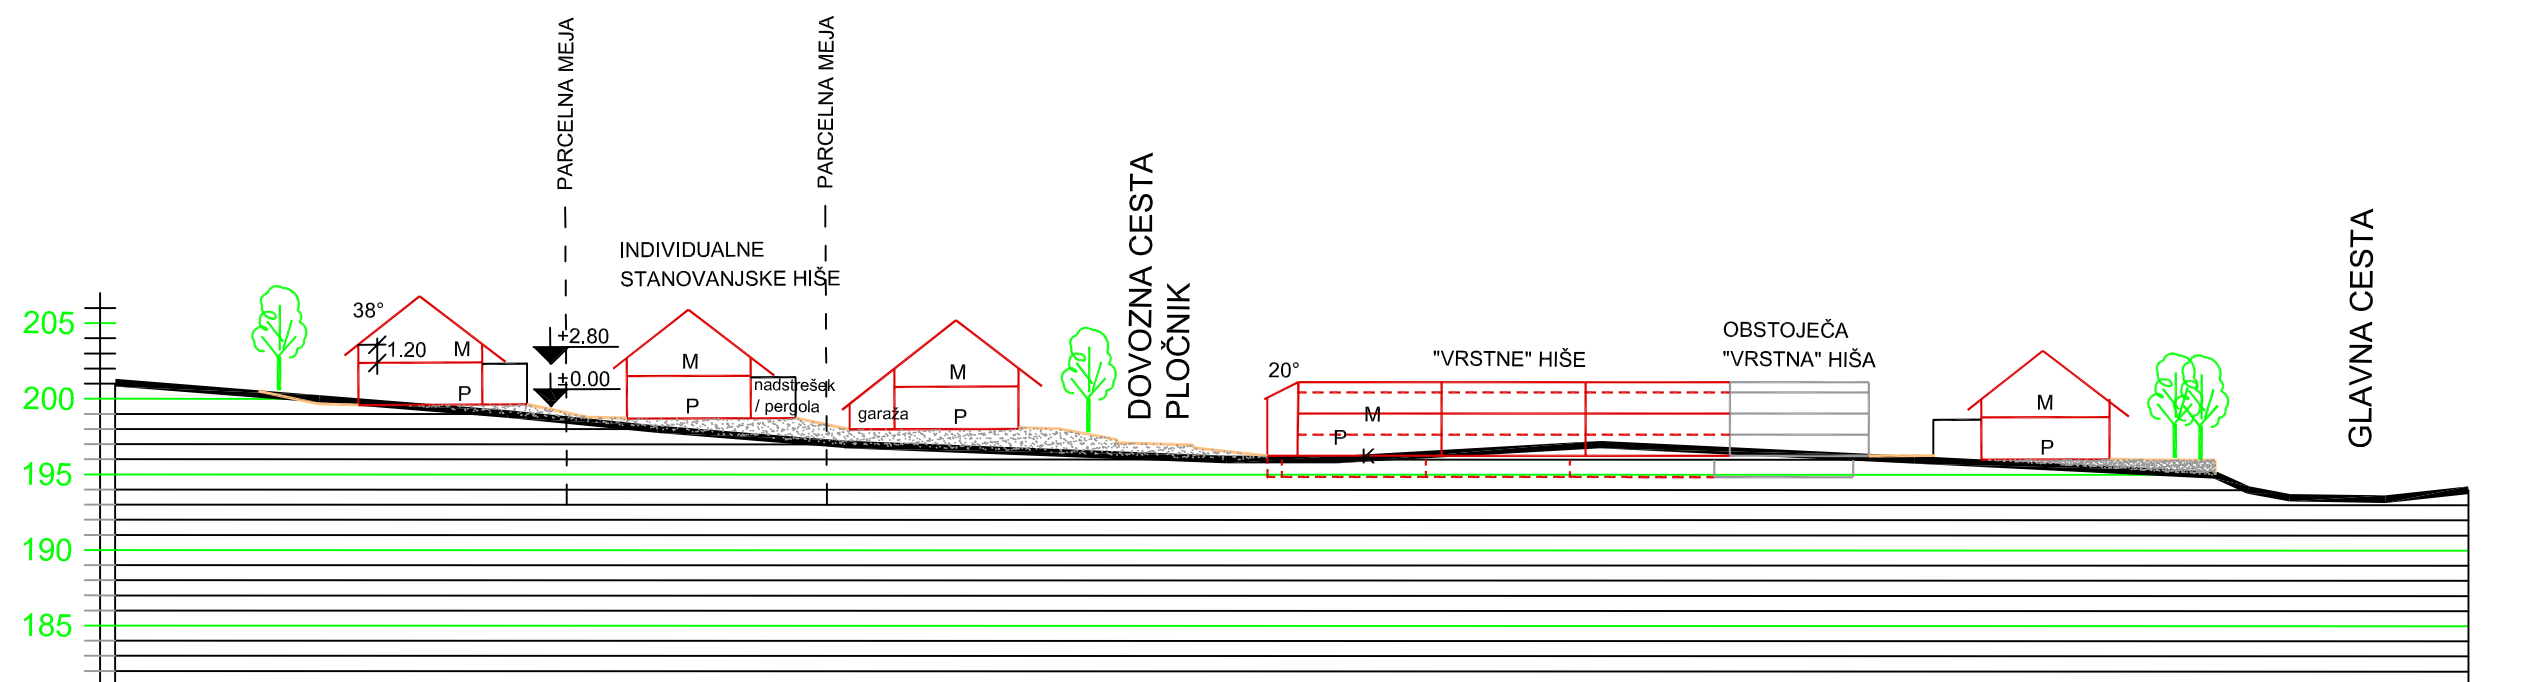 PARCELNA MEJA
PARCELNA MEJA
INDIVIDUALNE
STANOVANJSKE HIŠE
DOVOZNA CESTA
PLOČNIK
GLAVNA CESTA
205
200
195
190
185
38°
1.20
M
P
+2.80
±0.00
M
P
nadstrešek
/ pergola
garaža
M
P
20°
"VRSTNE" HIŠE
OBSTOJEČA
"VRSTNA" HIŠA
M
P
K
M
P